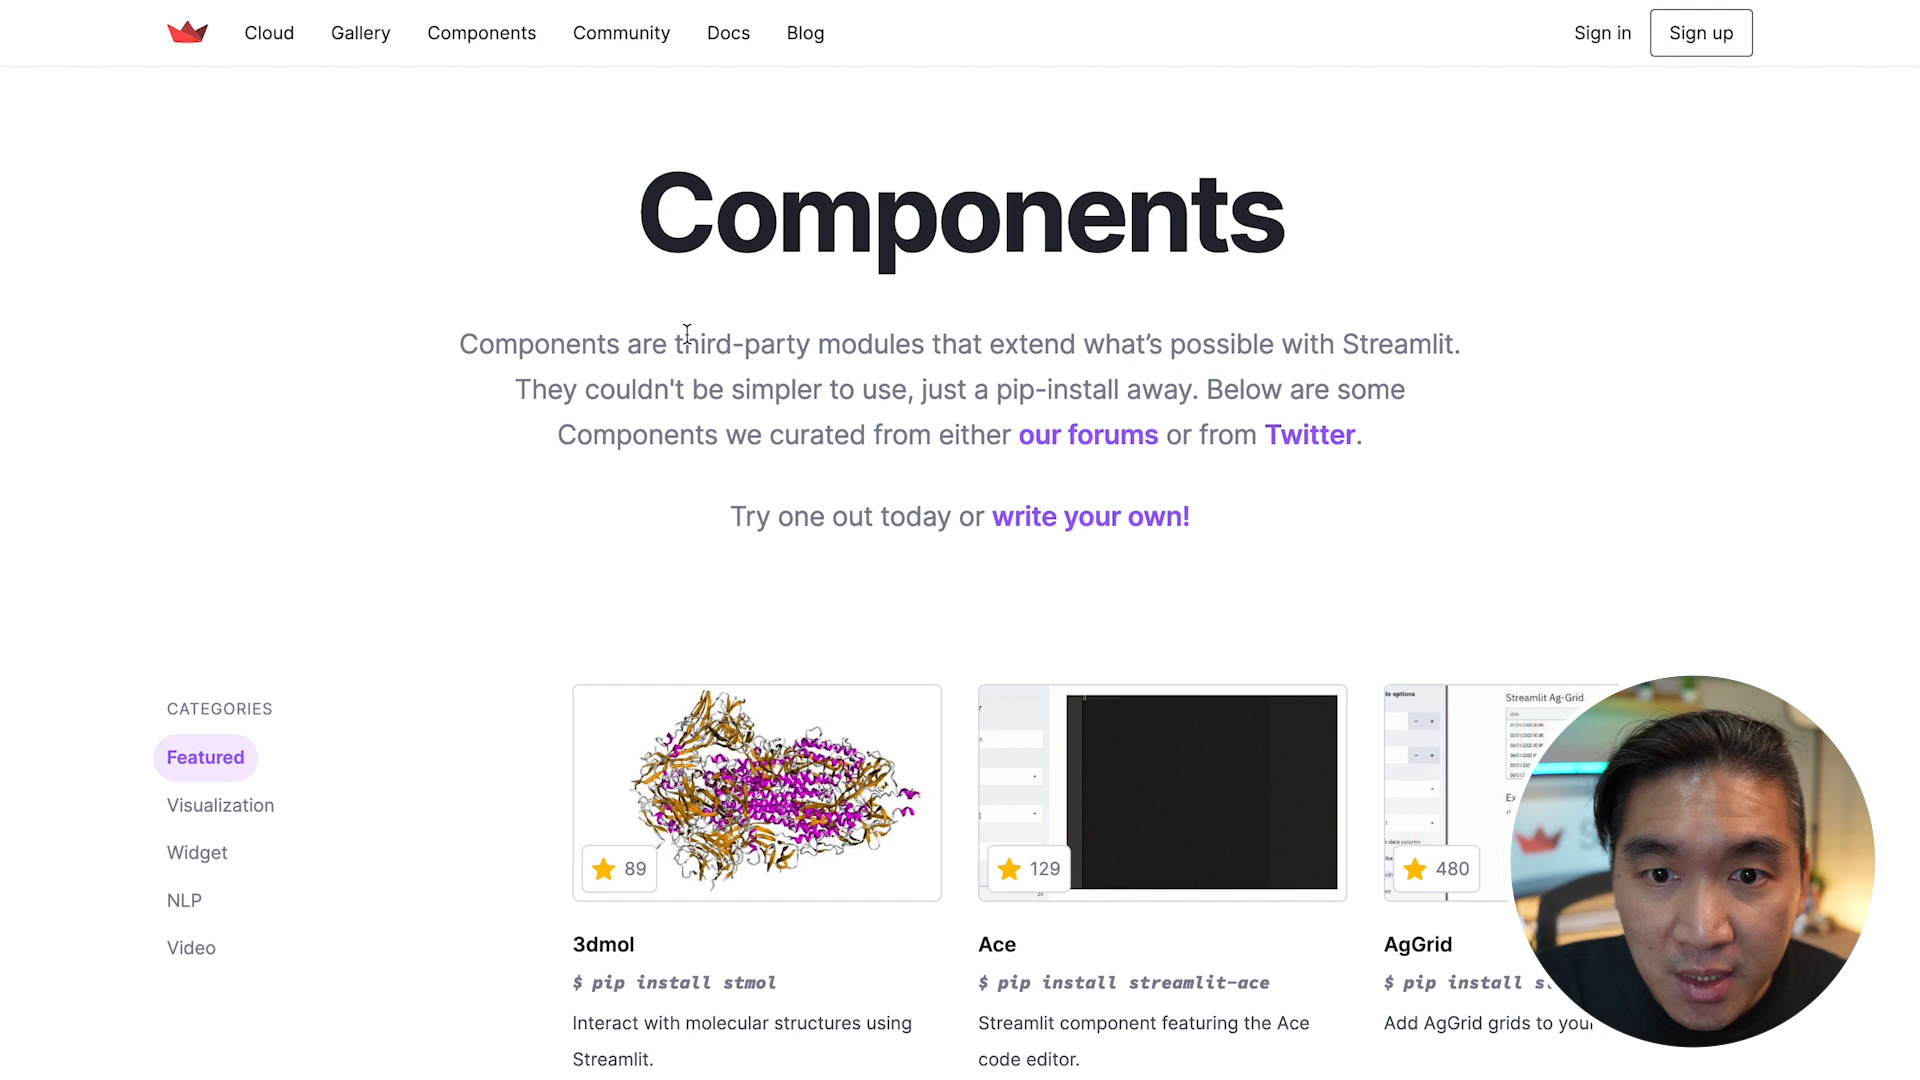 Cloud Gallery Components Community Docs Blog Sign in Sign up
Components
Components are third-party modules that extend what’s possible with Streamlit.
They couldn't be simpler to use, just a pip-install away. Below are some
Components we curated from either our forums or from Twitter.
Try one out today or write your own!
CATEGORIES
Featured
Visualization
Widget
NLP
Video
89
3dmol
$ pip install stmol
Interact with molecular structures using
Streamlit.
129
24
Ace
$ pip install streamlit-ace
Streamlit component featuring the Ace
code editor.
Streamlit Ag-Grid
480
AgGrid
$ pip install
Add AgGrid grids to your